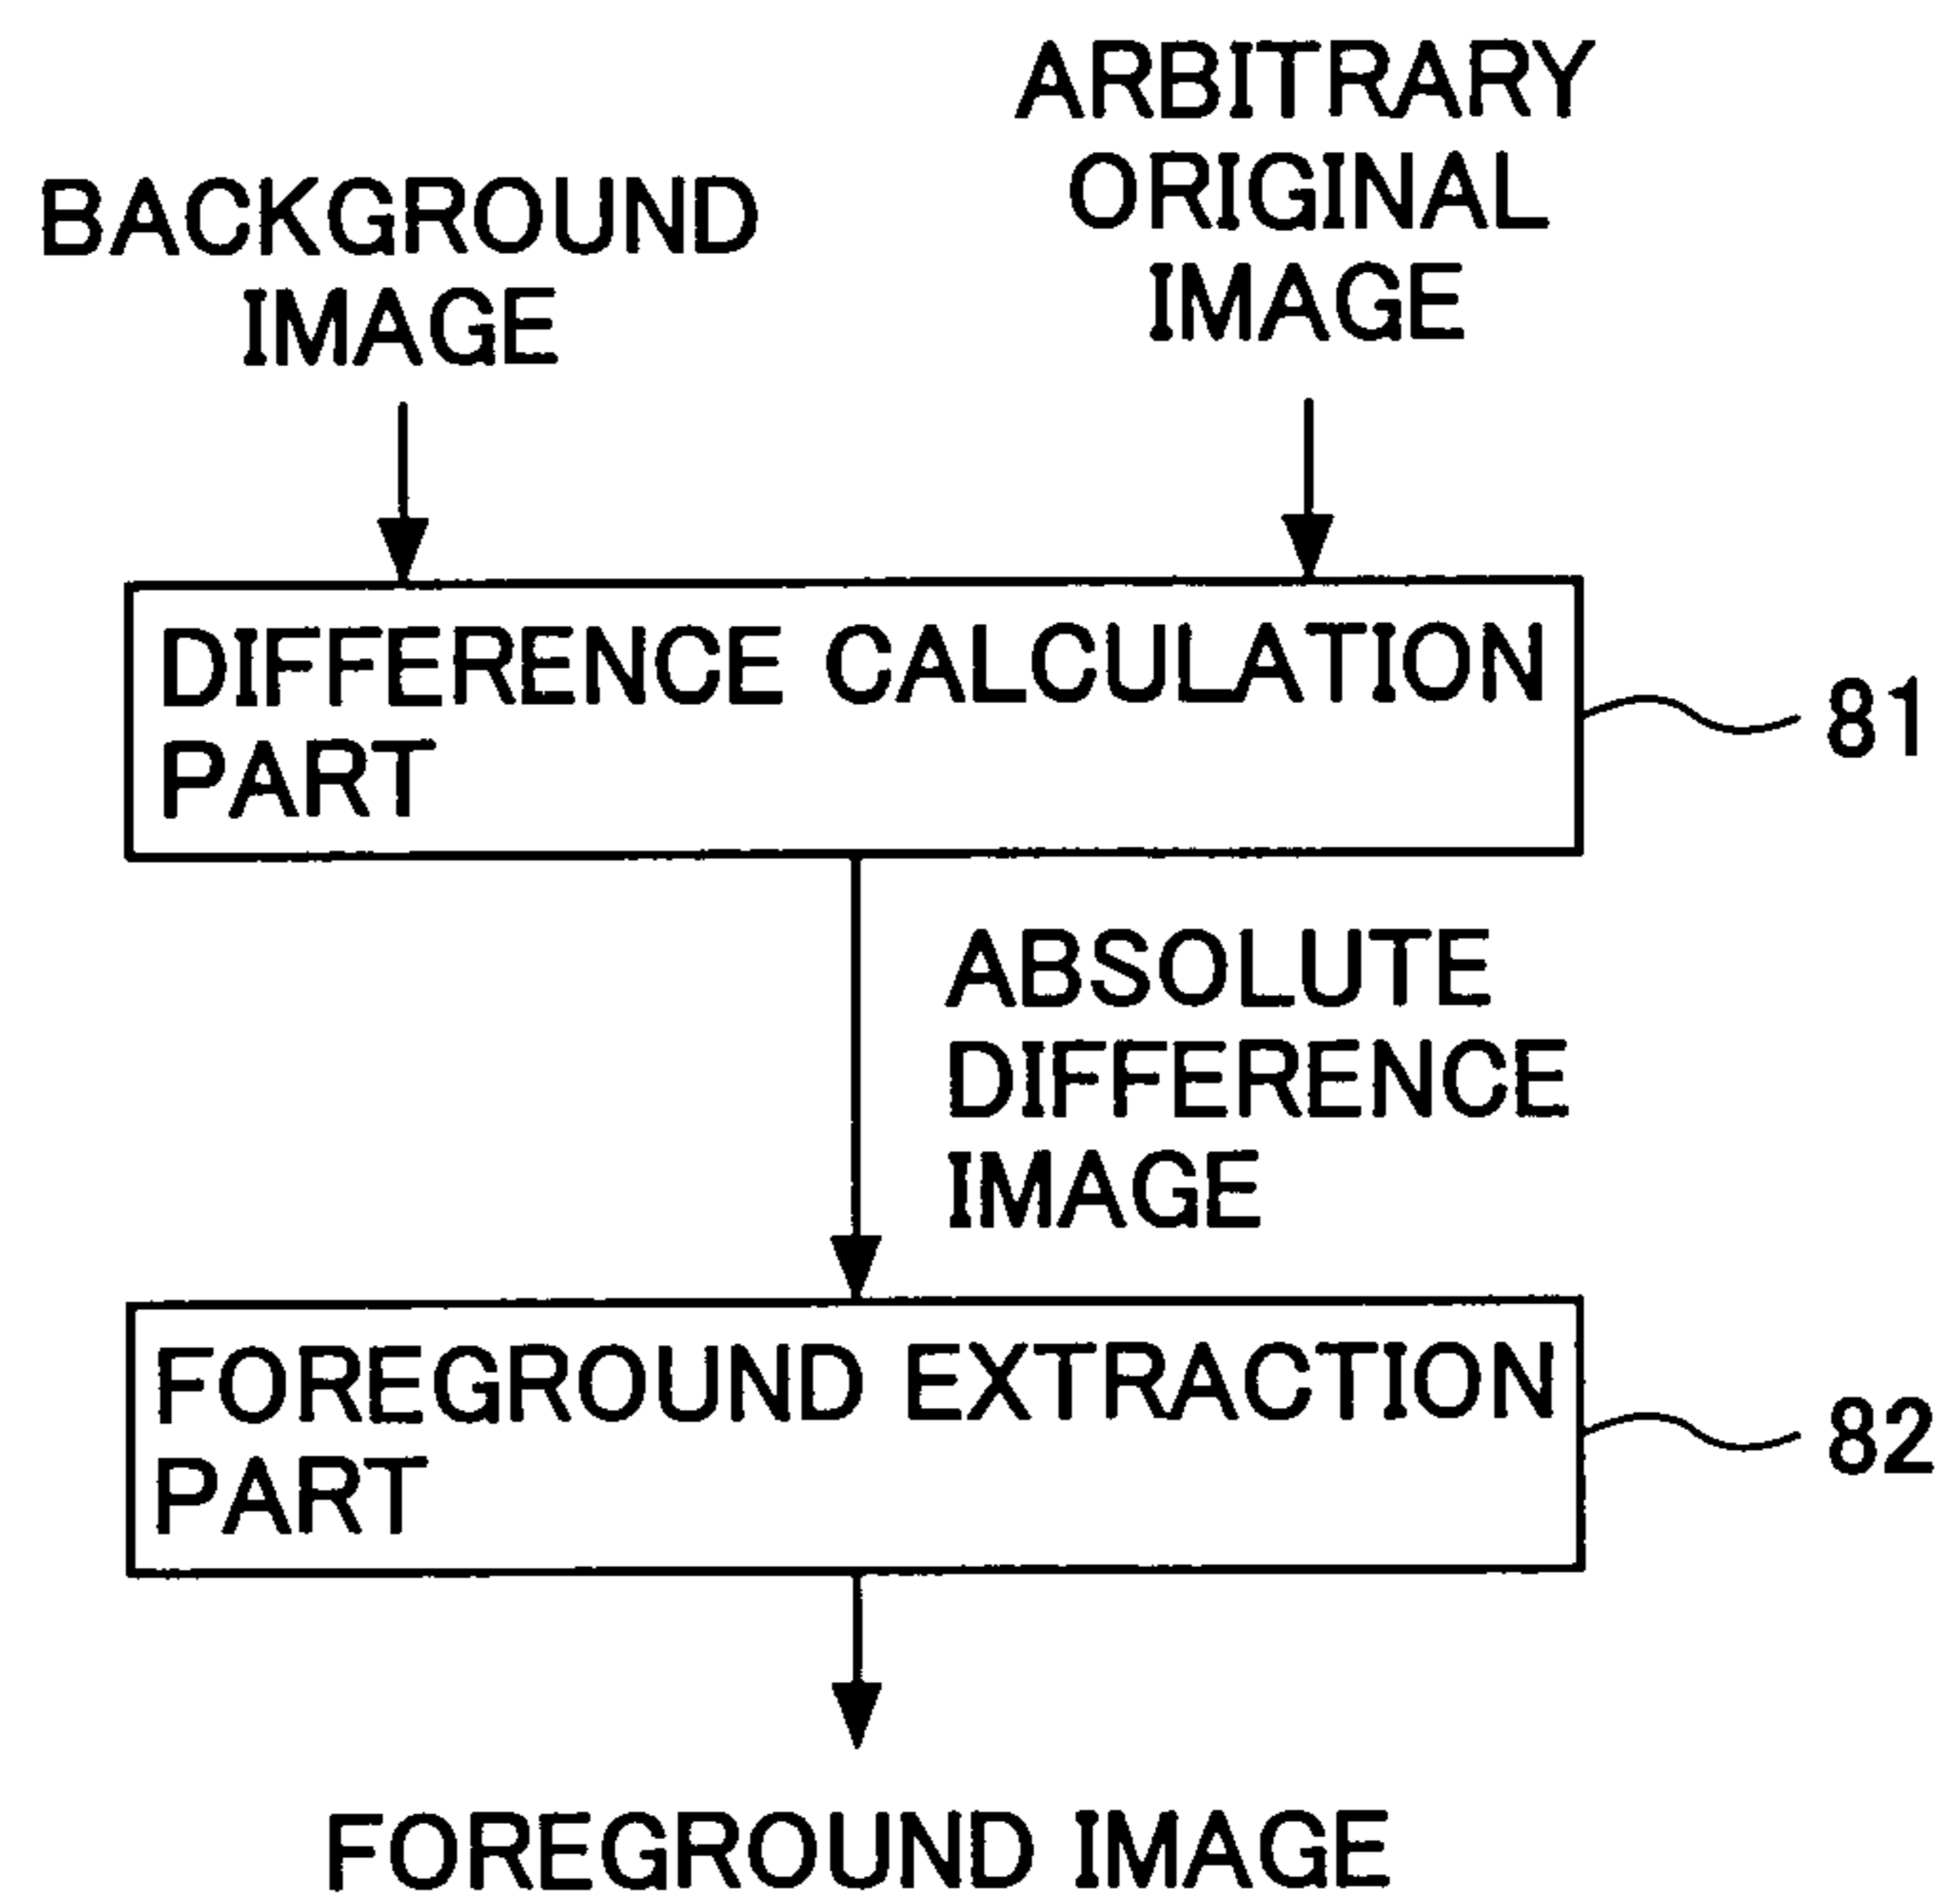 BACKGROUND
IMAGE
ARBITRARY
ORIGINAL
IMAGE
DIFFERENCE CALCULATION
PART
81
ABSOLUTE
DIFFERENCE
IMAGE
FOREGROUND EXTRACTION
PART
82
FOREGROUND IMAGE